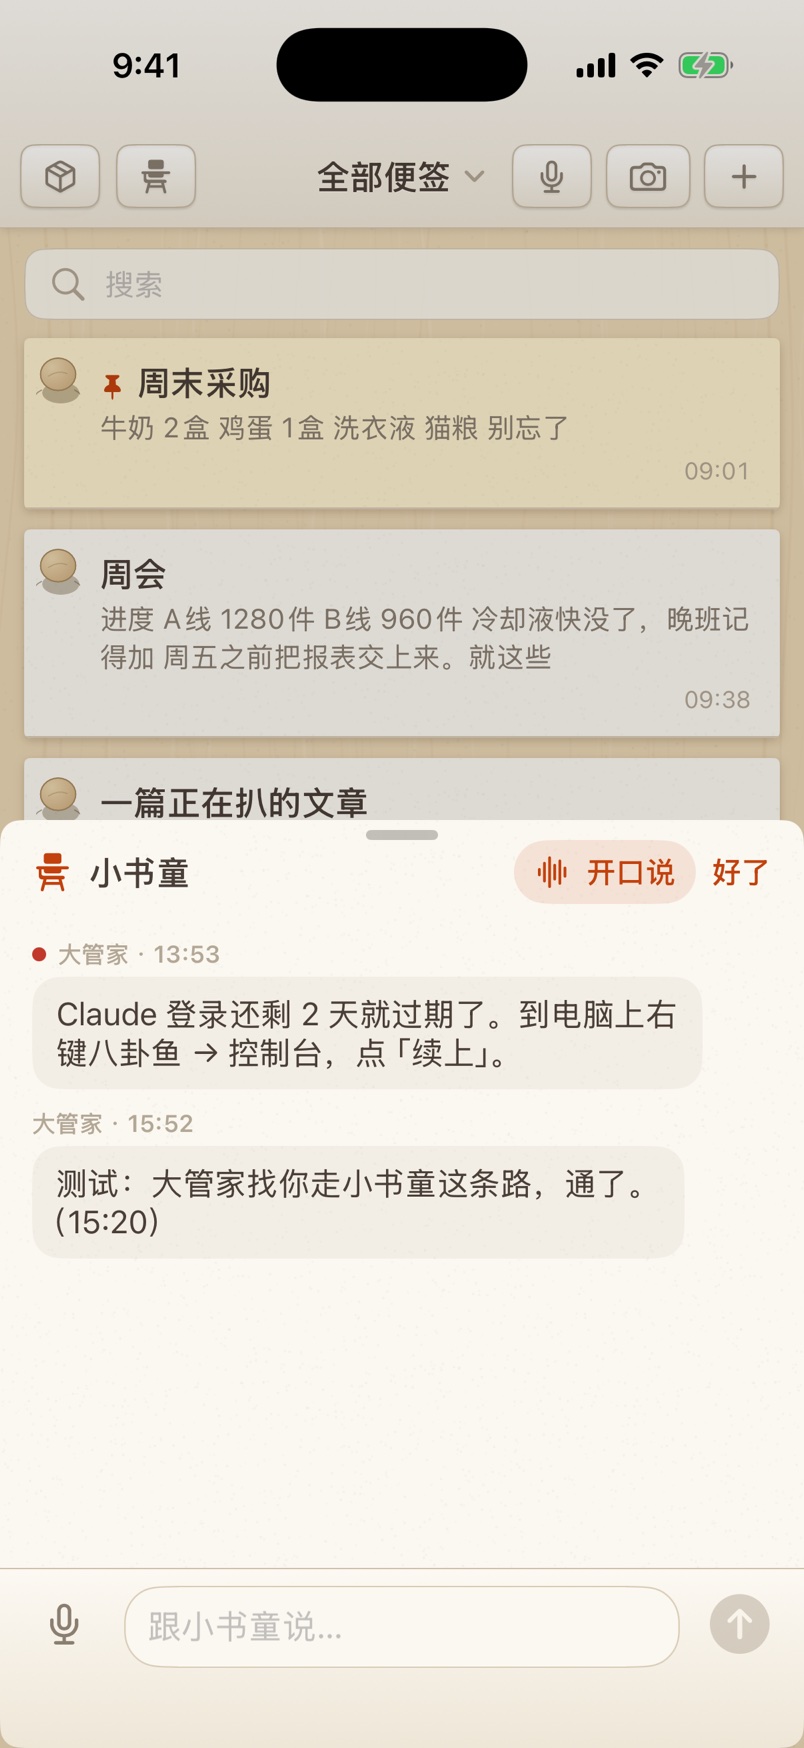 9:41
全部便签
搜索
周末采购
牛奶 2盒 鸡蛋 1盒 洗衣液 猫粮 别忘了
09:01
周会
进度 A线 1280件 B线 960件 冷却液快没了，晚班记
得加 周五之前把报表交上来。就这些
09:38
一篇正在扒的文章
小书童
开口说
好了
大管家 · 13:53
Claude 登录还剩 2 天就过期了。到电脑上右
键八卦鱼 → 控制台，点「续上」。
大管家 · 15:52
测试：大管家找你走小书童这条路，通了。
(15:20)
跟小书童说...